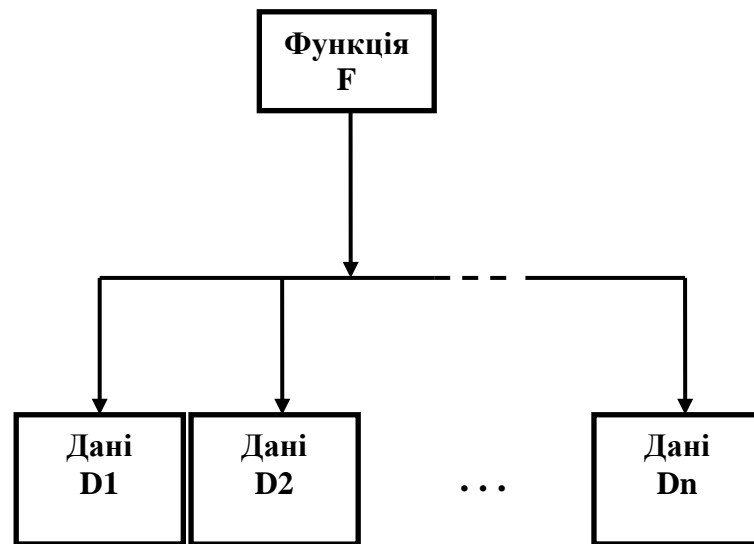 Функція
F
Дані
D1
Дані
D2
. . .
Дані
Dn